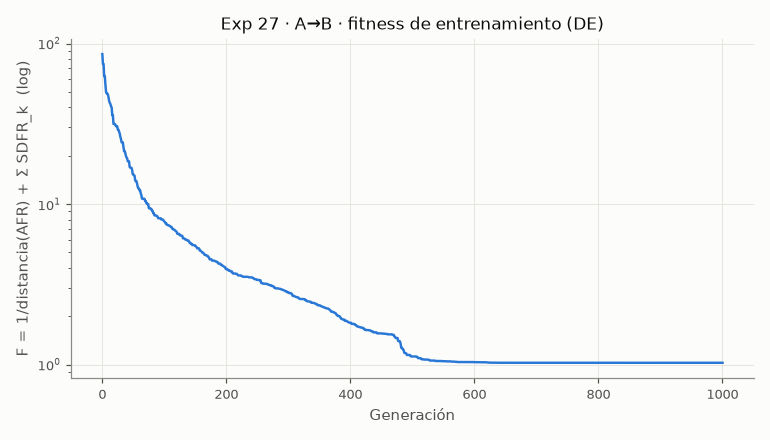 Exp 27 · A→B · fitness de entrenamiento (DE)
F = 1/distancia(AFR) + Σ SDFR_k (log)
10²
10¹
10⁰
0 200 400 600 800 1000
Generación